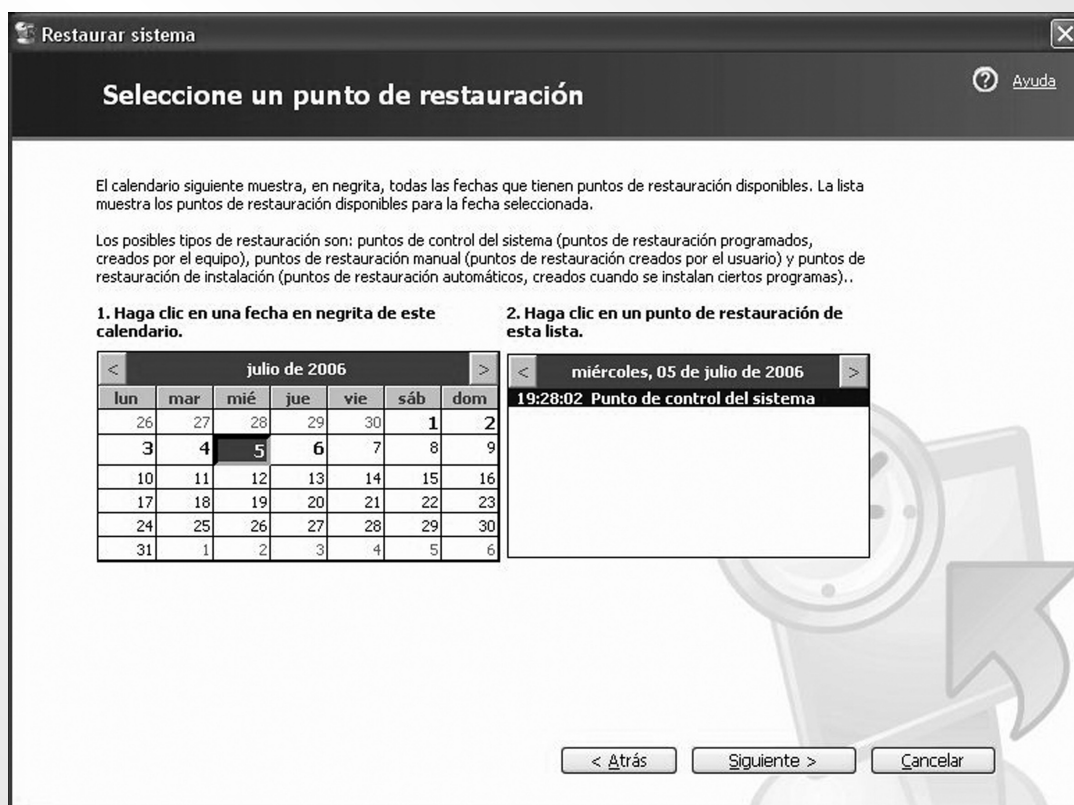 Restaurar sistema
Seleccione un punto de restauración
Ayuda
El calendario siguiente muestra, en negrita, todas las fechas que tienen puntos de restauración disponibles. La lista
muestra los puntos de restauración disponibles para la fecha seleccionada.
Los posibles tipos de restauración son: puntos de control del sistema (puntos de restauración programados,
creados por el equipo), puntos de restauración manual (puntos de restauración creados por el usuario) y puntos de
restauración de instalación (puntos de restauración automáticos, creados cuando se instalan ciertos programas)..
1. Haga clic en una fecha en negrita de este
calendario.
< julio de 2006 >
lun mar mié jue vie sáb dom
26 27 28 29 30 1 2
3 4 5 6 7 8 9
10 11 12 13 14 15 16
17 18 19 20 21 22 23
24 25 26 27 28 29 30
31 1 2 3 4 5 6
2. Haga clic en un punto de restauración de
esta lista.
< miércoles, 05 de julio de 2006 >
19:28:02 Punto de control del sistema
< Atrás
Siguiente >
Cancelar